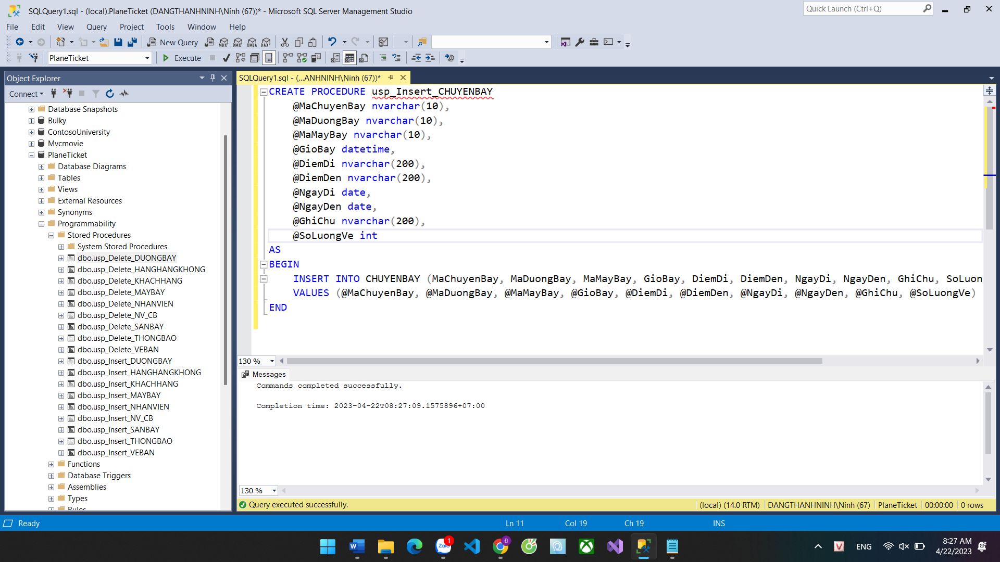 SQLQuery1.sql - (local).PlaneTicket (DANGTHANHNINH\Ninh (67))* - Microsoft SQL Server Management Studio
Quick Launch (Ctrl+Q)
File Edit View Query Project Tools Window Help
New Query
MDX DMX XMLA DAX
PlaneTicket
Execute
Object Explorer
Connect
Database Snapshots
Bulky
ContosoUniversity
Mvcmovie
PlaneTicket
Database Diagrams
Tables
Views
External Resources
Synonyms
Programmability
Stored Procedures
System Stored Procedures
dbo.usp_Delete_DUONGBAY
dbo.usp_Delete_HANGHANGKHONG
dbo.usp_Delete_KHACHHANG
dbo.usp_Delete_MAYBAY
dbo.usp_Delete_NHANVIEN
dbo.usp_Delete_NV_CB
dbo.usp_Delete_SANBAY
dbo.usp_Delete_THONGBAO
dbo.usp_Delete_VEBAN
dbo.usp_Insert_DUONGBAY
dbo.usp_Insert_HANGHANGKHONG
dbo.usp_Insert_KHACHHANG
dbo.usp_Insert_MAYBAY
dbo.usp_Insert_NHANVIEN
dbo.usp_Insert_NV_CB
dbo.usp_Insert_SANBAY
dbo.usp_Insert_THONGBAO
dbo.usp_Insert_VEBAN
Functions
Database Triggers
Assemblies
Types
Rules
SQLQuery1.sql - (...ANHNINH\Ninh (67))*
CREATE PROCEDURE usp_Insert_CHUYENBAY
@MaChuyenBay nvarchar(10),
@MaDuongBay nvarchar(10),
@MaMayBay nvarchar(10),
@GioBay datetime,
@DiemDi nvarchar(200),
@DiemDen nvarchar(200),
@NgayDi date,
@NgayDen date,
@GhiChu nvarchar(200),
@SoLuongVe int
AS
BEGIN
INSERT INTO CHUYENBAY (MaChuyenBay, MaDuongBay, MaMayBay, GioBay, DiemDi, DiemDen, NgayDi, NgayDen, GhiChu, SoLuon
VALUES (@MaChuyenBay, @MaDuongBay, @MaMayBay, @GioBay, @DiemDi, @DiemDen, @NgayDi, @NgayDen, @GhiChu, @SoLuongVe)
END
130 %
Messages
Commands completed successfully.
Completion time: 2023-04-22T08:27:09.1575896+07:00
130 %
Query executed successfully.
(local) (14.0 RTM) DANGTHANHNINH\Ninh (67) PlaneTicket 00:00:00 0 rows
Ready
Ln 11 Col 19 Ch 19 INS
Zalo 1
Đ
V
ENG
8:27 AM
4/22/2023